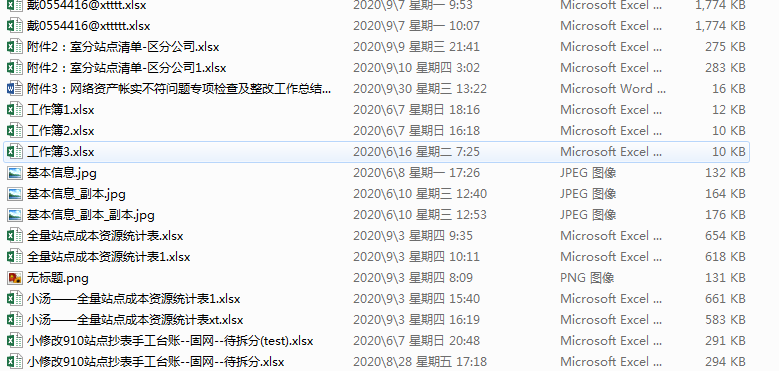 戴0554416@xtttt.xlsx 2020\9\7 星期一 9:53 Microsoft Excel ... 1,774 KB
戴0554416@xttttt.xlsx 2020\9\7 星期一 10:07 Microsoft Excel ... 1,774 KB
附件2：室分站点清单-区分公司.xlsx 2020\9\9 星期三 21:41 Microsoft Excel ... 275 KB
附件2：室分站点清单-区分公司1.xlsx 2020\9\10 星期四 3:02 Microsoft Excel ... 283 KB
附件3：网络资产帐实不符问题专项检查及整改工作总结... 2020\9\30 星期三 13:22 Microsoft Word ... 16 KB
工作簿1.xlsx 2020\6\7 星期日 18:16 Microsoft Excel ... 12 KB
工作簿2.xlsx 2020\6\7 星期日 16:18 Microsoft Excel ... 10 KB
工作簿3.xlsx 2020\6\16 星期二 7:25 Microsoft Excel ... 10 KB
基本信息.jpg 2020\6\8 星期一 17:26 JPEG 图像 132 KB
基本信息_副本.jpg 2020\6\10 星期三 12:40 JPEG 图像 164 KB
基本信息_副本_副本.jpg 2020\6\10 星期三 12:53 JPEG 图像 176 KB
全量站点成本资源统计表.xlsx 2020\9\3 星期四 9:35 Microsoft Excel ... 654 KB
全量站点成本资源统计表1.xlsx 2020\9\3 星期四 10:11 Microsoft Excel ... 618 KB
无标题.png 2020\9\3 星期四 8:09 PNG 图像 131 KB
小汤——全量站点成本资源统计表1.xlsx 2020\9\3 星期四 15:40 Microsoft Excel ... 661 KB
小汤——全量站点成本资源统计表xt.xlsx 2020\9\3 星期四 16:19 Microsoft Excel ... 583 KB
小修改910站点抄表手工台账--固网--待拆分(test).xlsx 2020\6\7 星期日 20:48 Microsoft Excel ... 291 KB
小修改910站点抄表手工台账--固网--待拆分.xlsx 2020\8\28 星期五 17:18 Microsoft Excel ... 294 KB